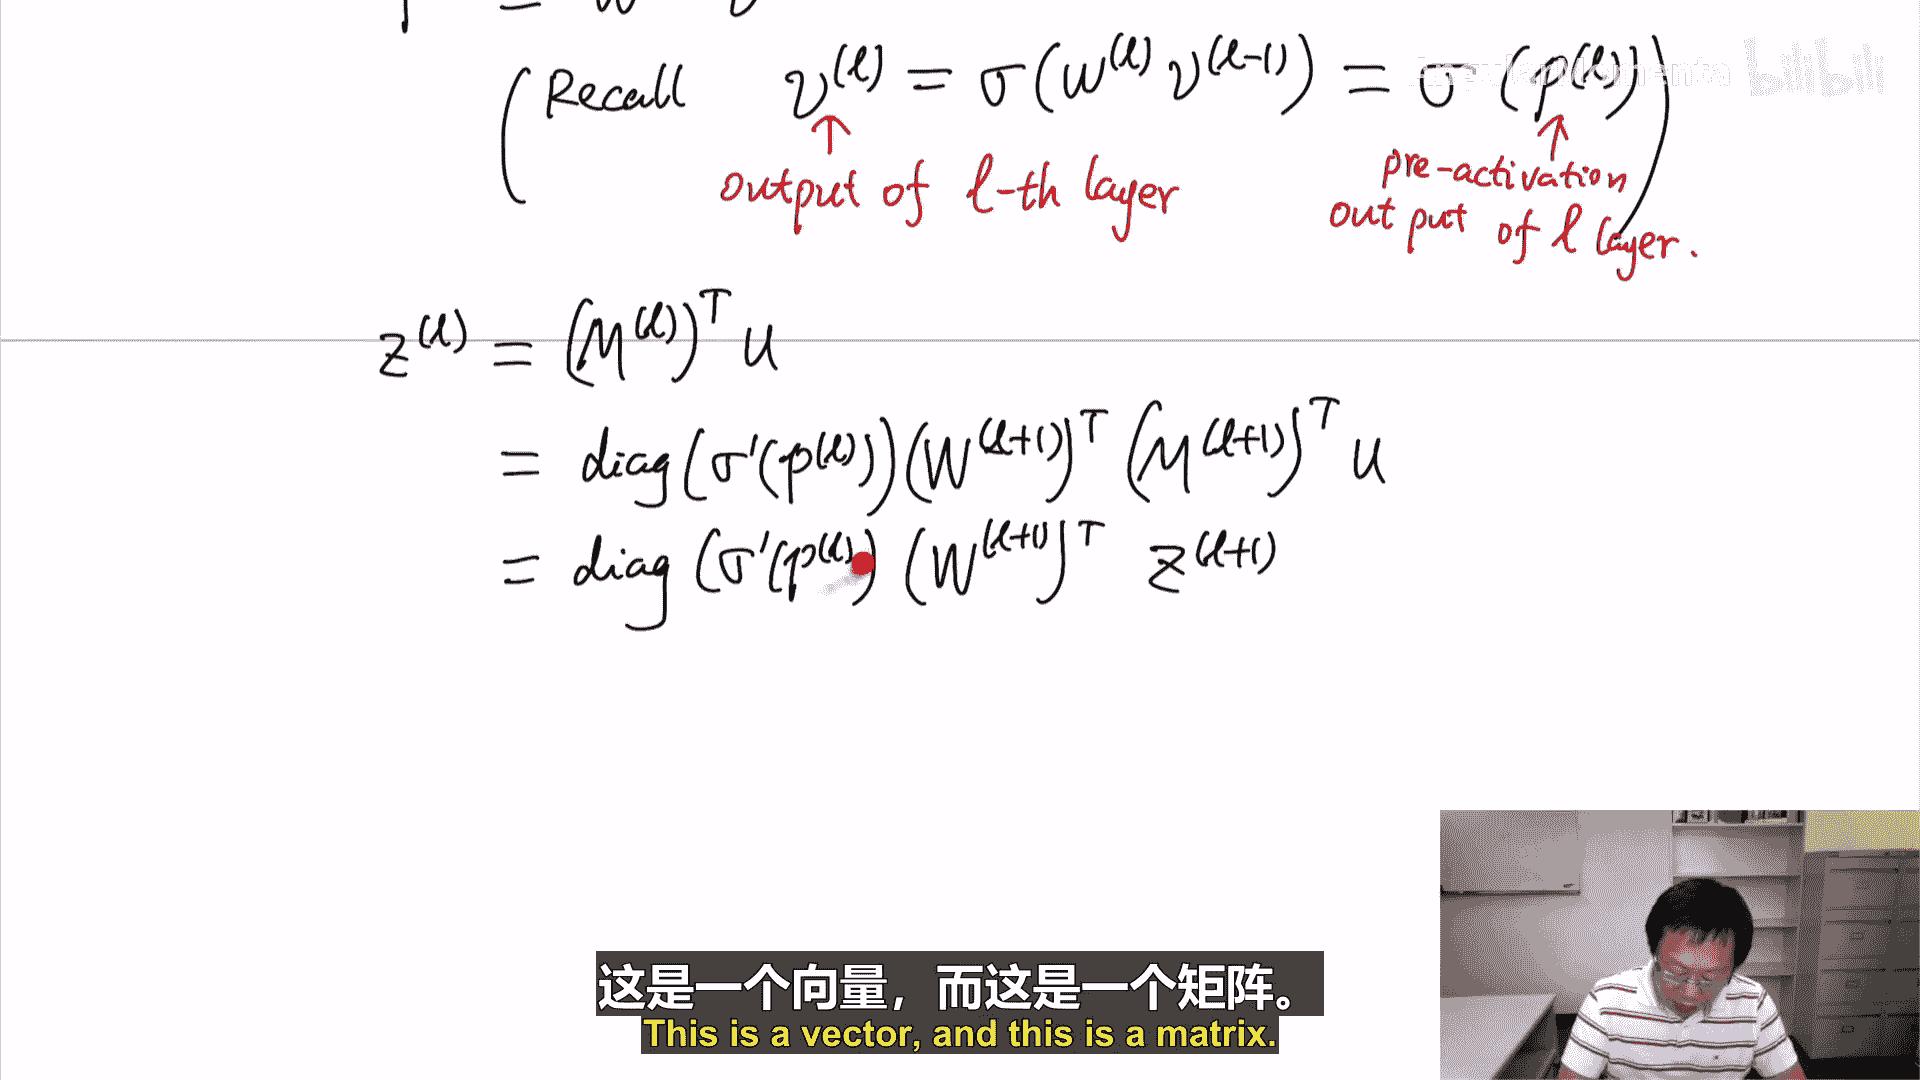 (Recall v^(l) = σ(W^(l) v^(l-1)) = σ(p^(l)))
bilibili
↑ ↑
output of l-th layer
pre-activation
output of l layer.
z^(l) = (M^(l))^T u
= diag(σ'(p^(l)))(W^(l+1))^T (M^(l+1))^T u
= diag(σ'(p^(l)) (W^(l+1))^T z^(l+1)
这是一个向量，而这是一个矩阵。
This is a vector, and this is a matrix.